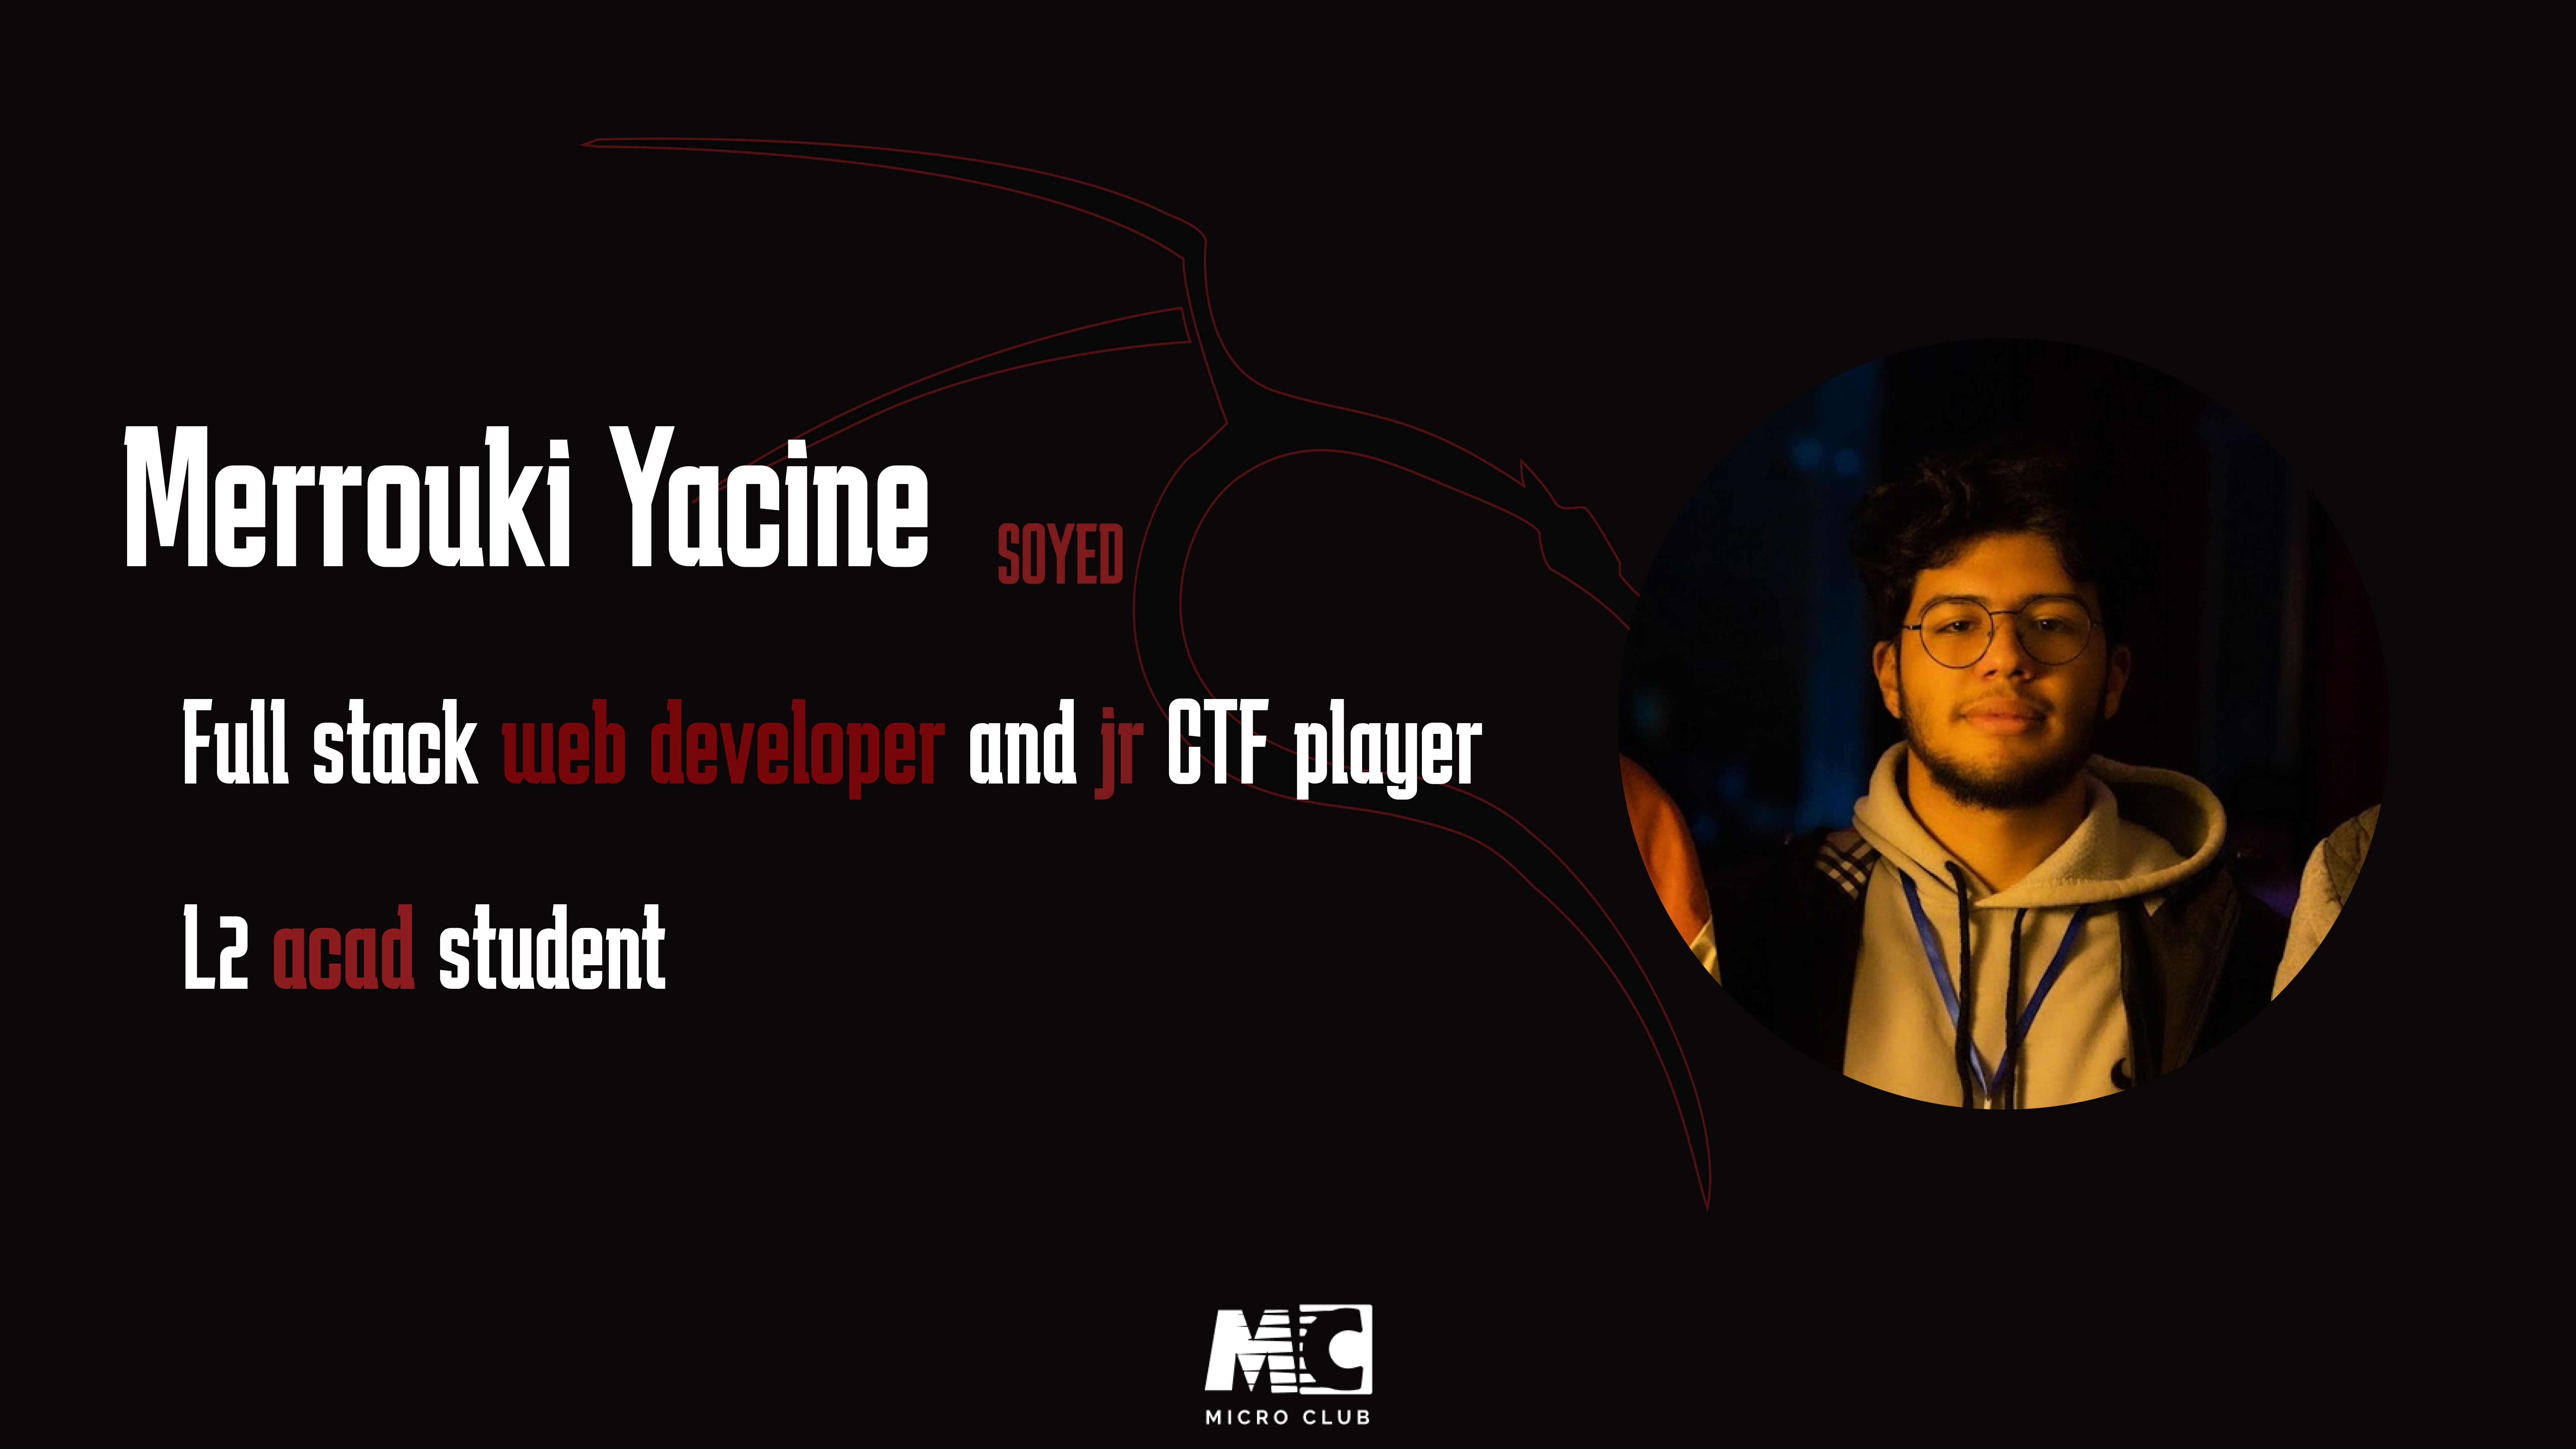 Merrouki Yacine SOYED
Full stack web developer and jr CTF player
L2 acad student
MC
MICRO CLUB